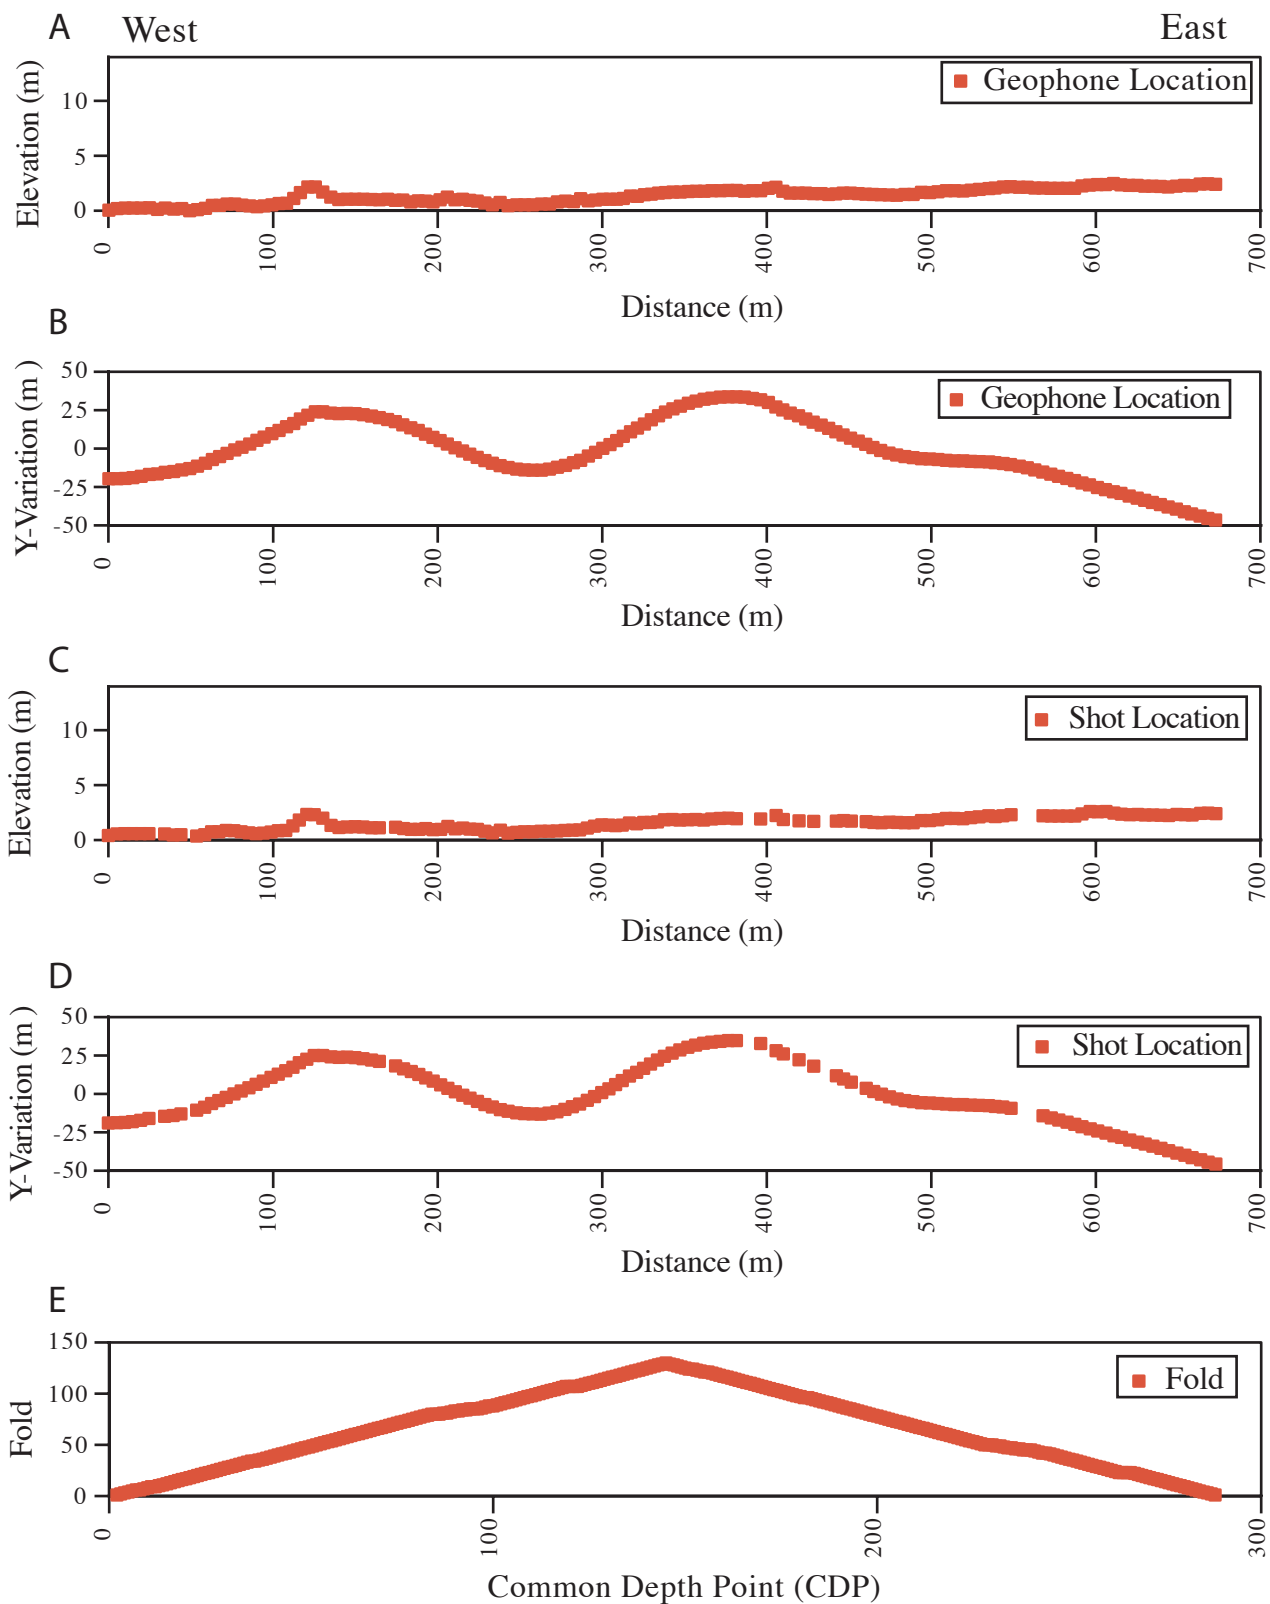 A
West
East
Elevation (m)
10
5
0
Geophone Location
0 100 200 300 400 500 600 700
Distance (m)
B
Y-Variation (m )
50
25
0
-25
-50
Geophone Location
0 100 200 300 400 500 600 700
Distance (m)
C
Elevation (m)
10
5
0
Shot Location
0 100 200 300 400 500 600 700
Distance (m)
D
Y-Variation (m )
50
25
0
-25
-50
Shot Location
0 100 200 300 400 500 600 700
Distance (m)
E
Fold
150
100
50
0
Fold
0 100 200 300
Common Depth Point (CDP)